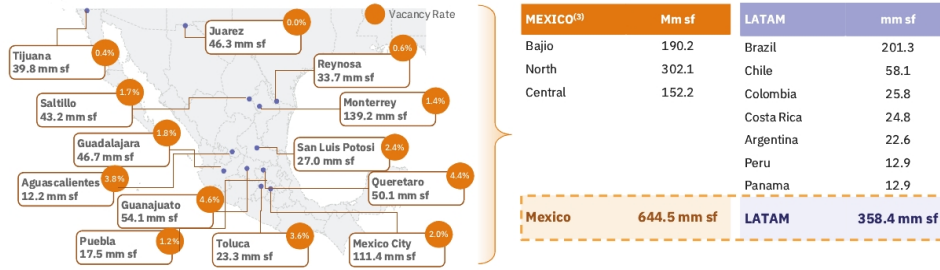 Vacancy Rate
0.0%
Juarez
46.3 mm sf
0.4%
Tijuana
39.8 mm sf
0.6%
Reynosa
33.7 mm sf
1.7%
Saltillo
43.2 mm sf
1.4%
Monterrey
139.2 mm sf
1.8%
Guadalajara
46.7 mm sf
2.4%
San Luis Potosi
27.0 mm sf
3.8%
Aguascalientes
12.2 mm sf
4.4%
Queretaro
50.1 mm sf
4.6%
Guanajuato
54.1 mm sf
1.2%
Puebla
17.5 mm sf
3.6%
Toluca
23.3 mm sf
2.0%
Mexico City
111.4 mm sf
MEXICO(3) Mm sf
Bajio 190.2
North 302.1
Central 152.2
Mexico 644.5 mm sf
LATAM mm sf
Brazil 201.3
Chile 58.1
Colombia 25.8
Costa Rica 24.8
Argentina 22.6
Peru 12.9
Panama 12.9
LATAM 358.4 mm sf